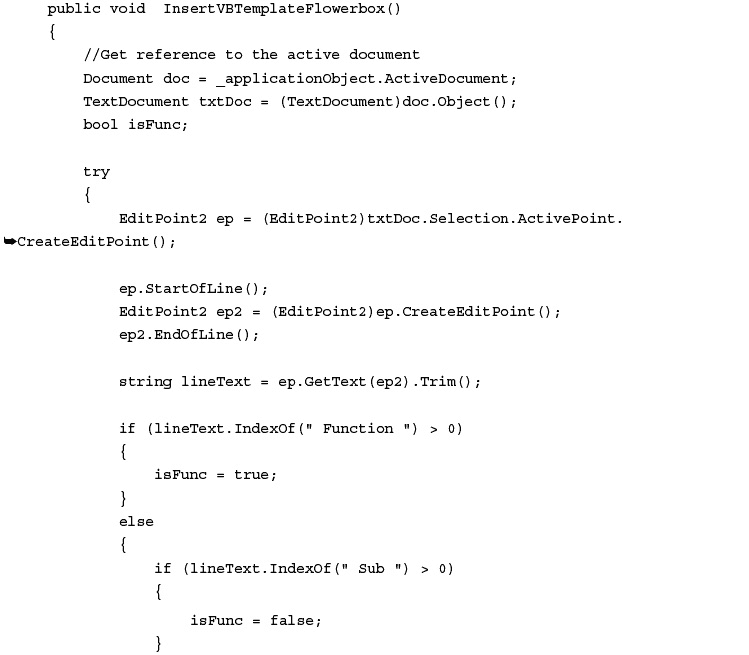 public void  InsertVBTemplateFlowerbox()
{
//Get reference to the active document
Document doc = _applicationObject.ActiveDocument;
TextDocument txtDoc = (TextDocument)doc.Object();
bool isFunc;
try
{
EditPoint2 ep = (EditPoint2)txtDoc.Selection.ActivePoint.
➥CreateEditPoint();
ep.StartOfLine();
EditPoint2 ep2 = (EditPoint2)ep.CreateEditPoint();
ep2.EndOfLine();
string lineText = ep.GetText(ep2).Trim();
if (lineText.IndexOf(" Function ") > 0)
{
isFunc = true;
}
else
{
if (lineText.IndexOf(" Sub ") > 0)
{
isFunc = false;
}